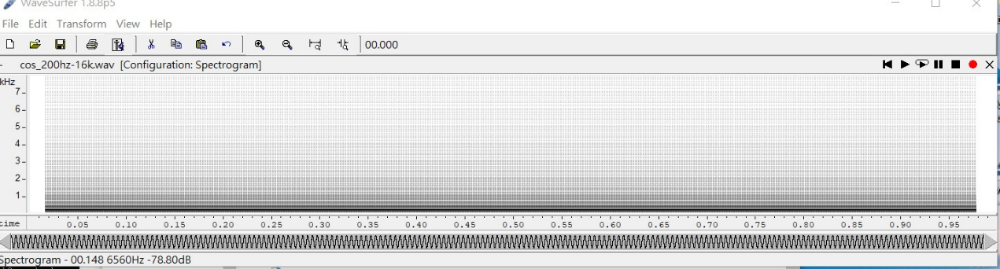 WaveSurfer 1.8.8p5
File Edit Transform View Help
00.000
cos_200hz-16k.wav [Configuration: Spectrogram]
kHz
7
6
5
4
3
2
1
time 0.05 0.10 0.15 0.20 0.25 0.30 0.35 0.40 0.45 0.50 0.55 0.60 0.65 0.70 0.75 0.80 0.85 0.90 0.95
Spectrogram - 00.148 6560Hz -78.80dB